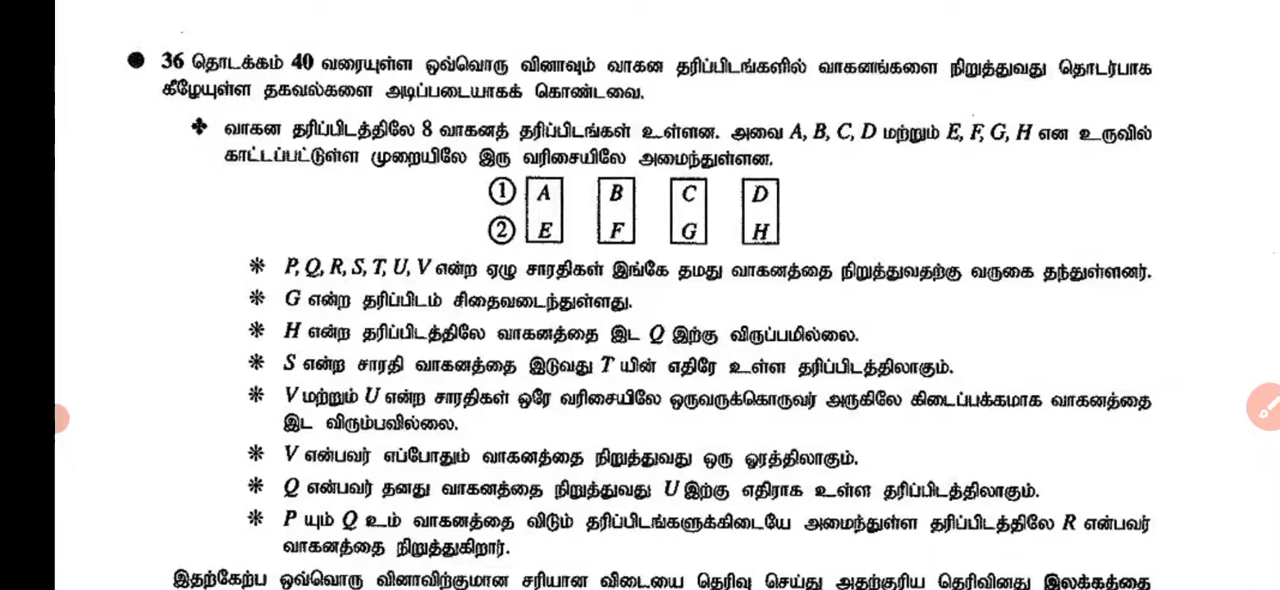 ● 36 தொடக்கம் 40 வரையுள்ள ஒவ்வொரு வினாவும் வாகன தரிப்பிடங்களில் வாகனங்களை நிறுத்துவது தொடர்பாக
கீழேயுள்ள தகவல்களை அடிப்படையாகக் கொண்டவை.
❖ வாகன தரிப்பிடத்திலே 8 வாகனத் தரிப்பிடங்கள் உள்ளன. அவை A, B, C, D மற்றும் E, F, G, H என உருவில்
காட்டப்பட்டுள்ள முறையிலே இரு வரிசையிலே அமைந்துள்ளன.
① A B C D
② E F G H
* P, Q, R, S, T, U, V என்ற ஏழு சாரதிகள் இங்கே தமது வாகனத்தை நிறுத்துவதற்கு வருகை தந்துள்ளனர்.
* G என்ற தரிப்பிடம் சிதைவடைந்துள்ளது.
* H என்ற தரிப்பிடத்திலே வாகனத்தை இட Q இற்கு விருப்பமில்லை.
* S என்ற சாரதி வாகனத்தை இடுவது T யின் எதிரே உள்ள தரிப்பிடத்திலாகும்.
* V மற்றும் U என்ற சாரதிகள் ஒரே வரிசையிலே ஒருவருக்கொருவர் அருகிலே கிடைப்பக்கமாக வாகனத்தை
இட விரும்பவில்லை.
* V என்பவர் எப்போதும் வாகனத்தை நிறுத்துவது ஒரு ஓரத்திலாகும்.
* Q என்பவர் தனது வாகனத்தை நிறுத்துவது U இற்கு எதிராக உள்ள தரிப்பிடத்திலாகும்.
* P யும் Q உம் வாகனத்தை விடும் தரிப்பிடங்களுக்கிடையே அமைந்துள்ள தரிப்பிடத்திலே R என்பவர்
வாகனத்தை நிறுத்துகிறார்.
இதற்கேற்ப ஒவ்வொரு வினாவிற்குமான சரியான விடையை தெரிவு செய்து அதற்குரிய தெரிவினது இலக்கத்தை